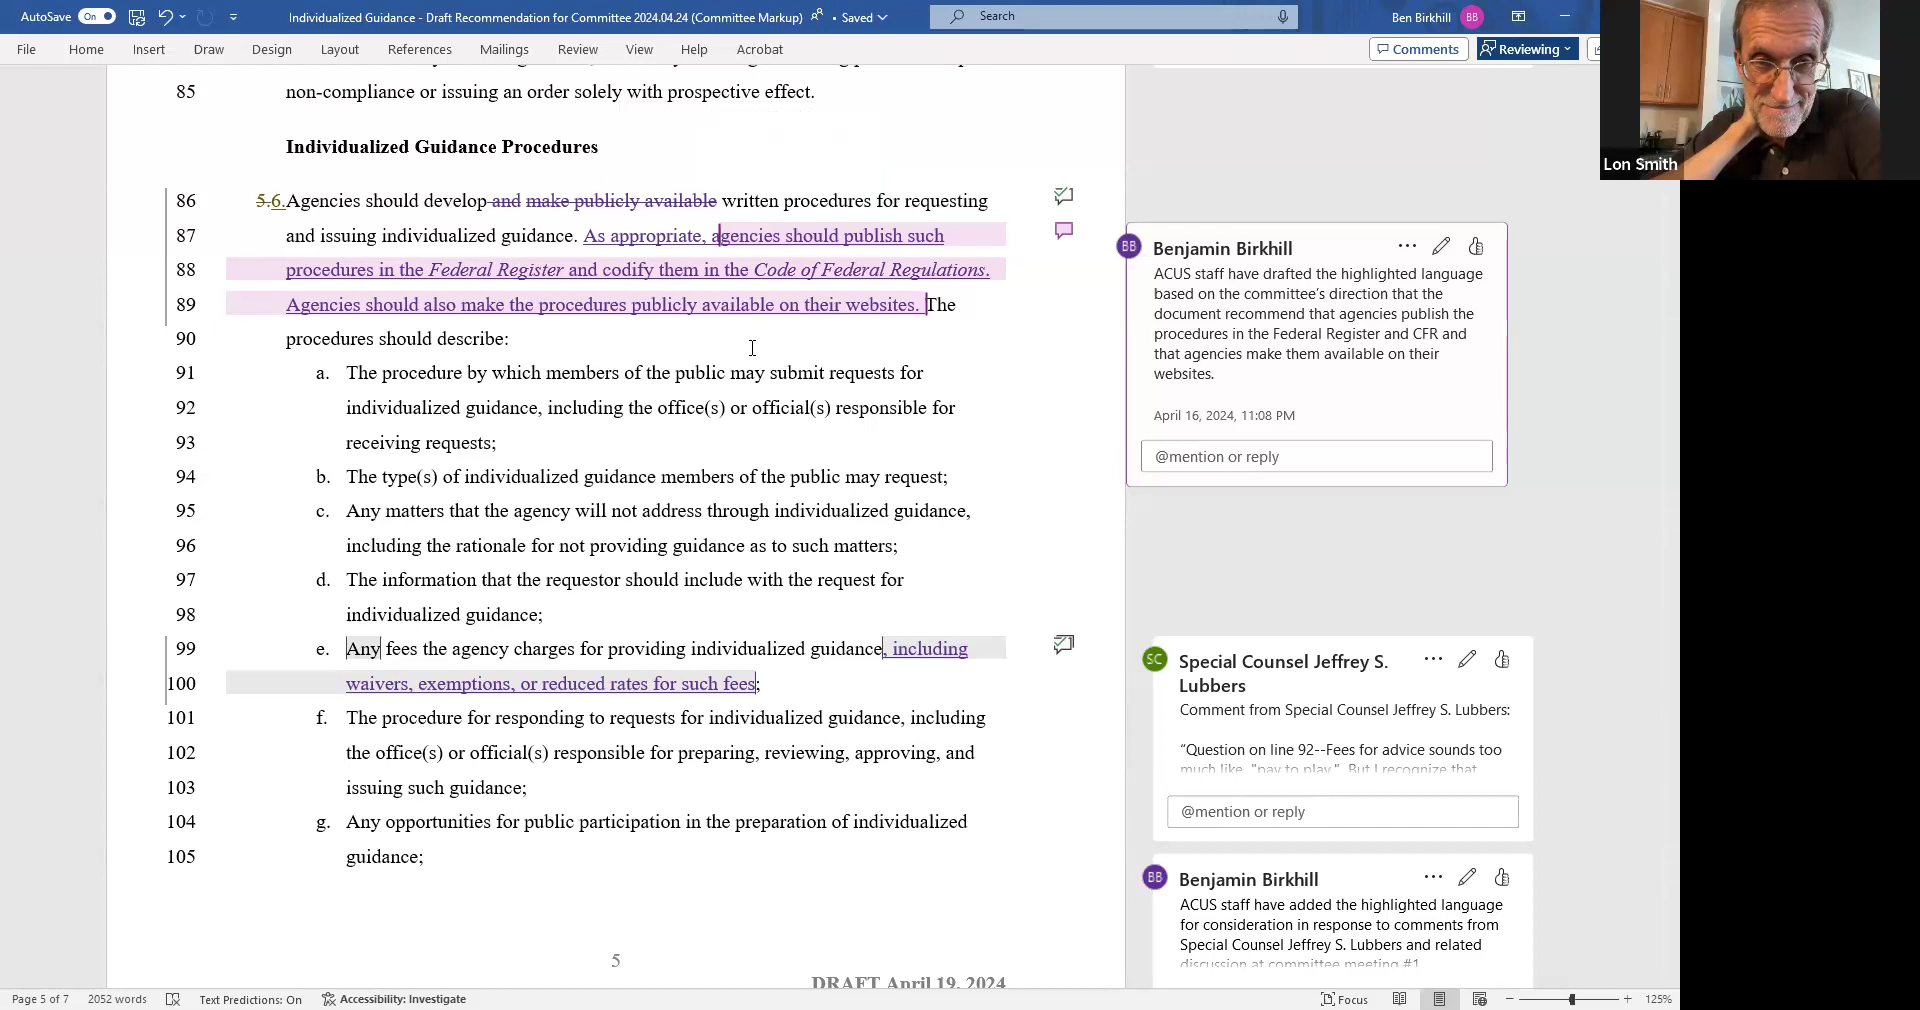 AutoSave On Individualized Guidance - Draft Recommendation for Committee 2024.04.24 (Committee Markup) • Saved Search Ben Birkhill BB
File Home Insert Draw Design Layout References Mailings Review View Help Acrobat Comments Reviewing
85 non-compliance or issuing an order solely with prospective effect.
Individualized Guidance Procedures
86 5.6.Agencies should develop and make publicly available written procedures for requesting
87 and issuing individualized guidance. As appropriate, agencies should publish such
88 procedures in the Federal Register and codify them in the Code of Federal Regulations.
89 Agencies should also make the procedures publicly available on their websites. The
90 procedures should describe:
91 a. The procedure by which members of the public may submit requests for
92 individualized guidance, including the office(s) or official(s) responsible for
93 receiving requests;
94 b. The type(s) of individualized guidance members of the public may request;
95 c. Any matters that the agency will not address through individualized guidance,
96 including the rationale for not providing guidance as to such matters;
97 d. The information that the requestor should include with the request for
98 individualized guidance;
99 e. Any fees the agency charges for providing individualized guidance, including
100 waivers, exemptions, or reduced rates for such fees;
101 f. The procedure for responding to requests for individualized guidance, including
102 the office(s) or official(s) responsible for preparing, reviewing, approving, and
103 issuing such guidance;
104 g. Any opportunities for public participation in the preparation of individualized
105 guidance;
5
DRAFT April 19, 2024
BB Benjamin Birkhill
ACUS staff have drafted the highlighted language
based on the committee's direction that the
document recommend that agencies publish the
procedures in the Federal Register and CFR and
that agencies make them available on their
websites.
April 16, 2024, 11:08 PM
@mention or reply
SC Special Counsel Jeffrey S.
Lubbers
Comment from Special Counsel Jeffrey S. Lubbers:
“Question on line 92--Fees for advice sounds too
much like "pay to play". But I recognize that
@mention or reply
BB Benjamin Birkhill
ACUS staff have added the highlighted language
for consideration in response to comments from
Special Counsel Jeffrey S. Lubbers and related
discussion at committee meeting #1
Lon Smith
Page 5 of 7 2052 words Text Predictions: On Accessibility: Investigate Focus 125%